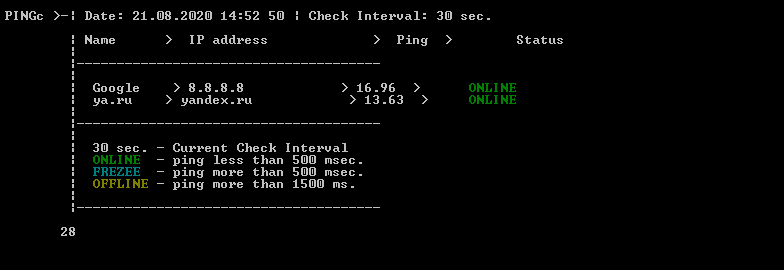 PINGc >-¦ Date: 21.08.2020 14:52 50 ¦ Check Interval: 30 sec.
¦ Name > IP address > Ping > Status
¦--------------------------------------
¦ Google > 8.8.8.8 > 16.96 > ONLINE
¦ ya.ru > yandex.ru > 13.63 > ONLINE
¦--------------------------------------
¦ 30 sec. - Current Check Interval
¦ ONLINE - ping less than 500 msec.
¦ FREZEE - ping more than 500 msec.
¦ OFFLINE - ping more than 1500 ms.
¦--------------------------------------
28